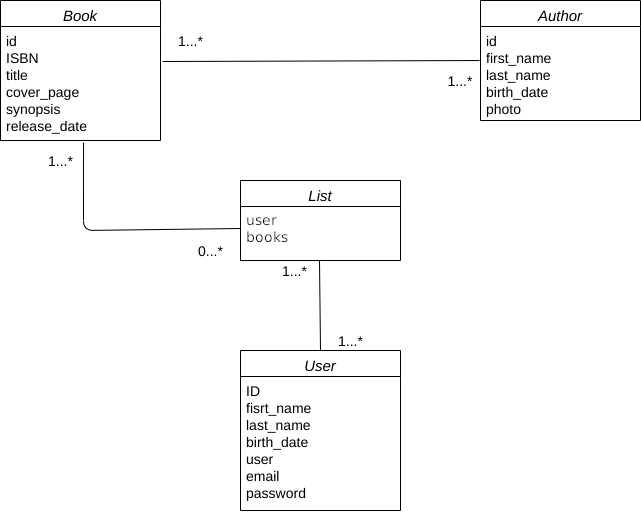 Book
id
ISBN
title
cover_page
synopsis
release_date
1...*
1...*
Author
id
first_name
last_name
birth_date
photo
1...*
0...*
List
user
books
1...*
1...*
User
ID
fisrt_name
last_name
birth_date
user
email
password